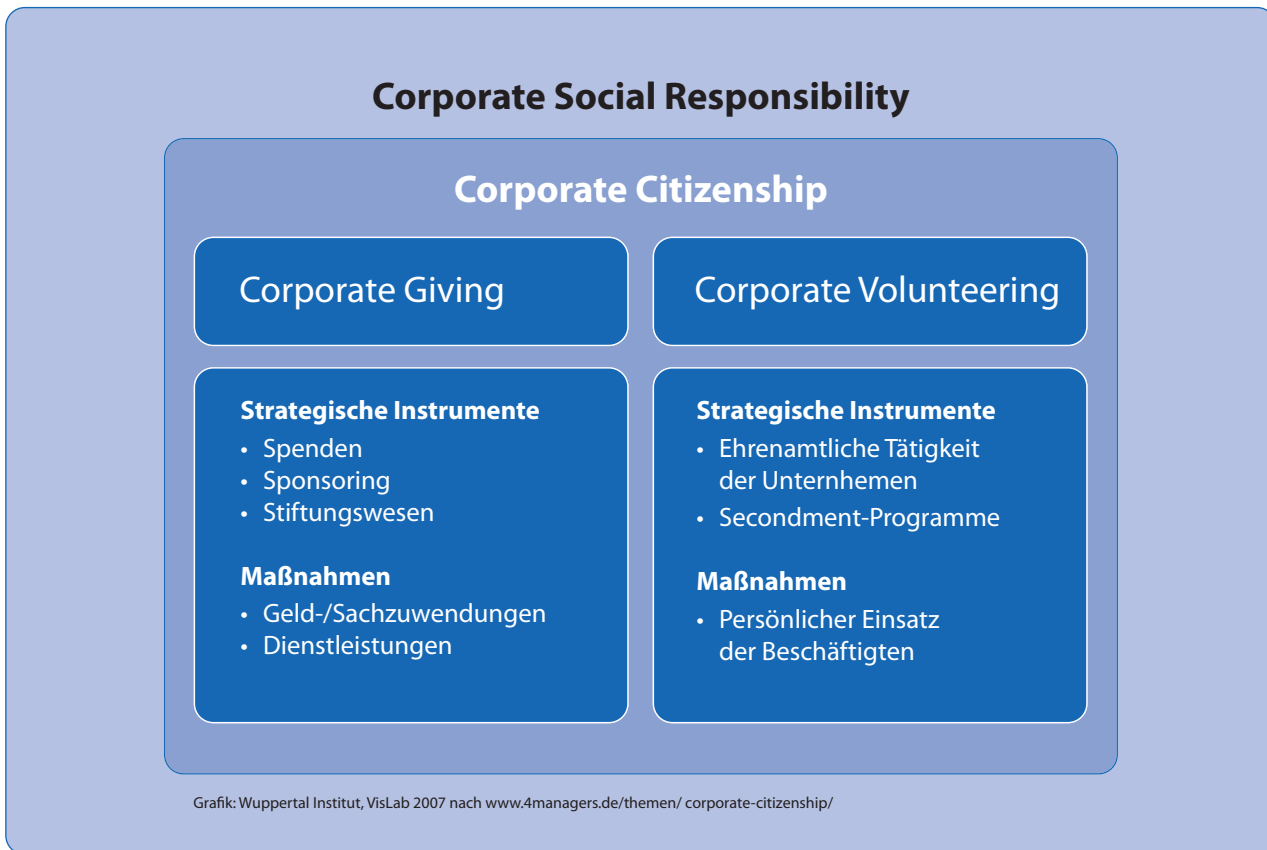 Corporate Social Responsibility
Corporate Citizenship
Corporate Giving
Strategische Instrumente
• Spenden
• Sponsoring
• Stiftungswesen
Maßnahmen
• Geld-/Sachzuwendungen
• Dienstleistungen
Corporate Volunteering
Strategische Instrumente
• Ehrenamtliche Tätigkeit
der Unternhemen
• Secondment-Programme
Maßnahmen
• Persönlicher Einsatz
der Beschäftigten
Grafik: Wuppertal Institut, VisLab 2007 nach www.4managers.de/themen/ corporate-citizenship/